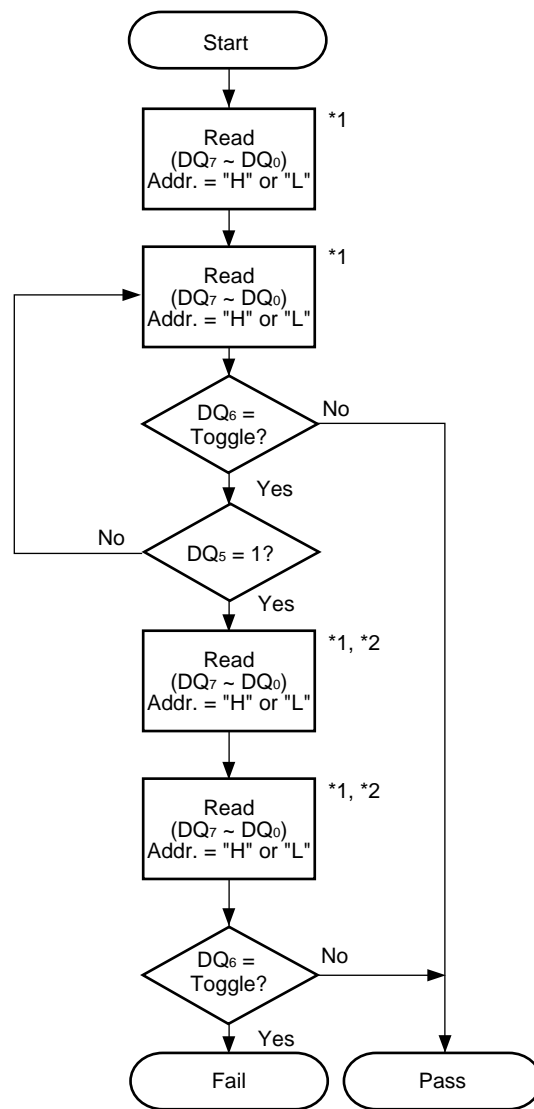 Start
*1
Read
(DQ₇ ~ DQ₀)
Addr. = "H" or "L"
*1
Read
(DQ₇ ~ DQ₀)
Addr. = "H" or "L"
DQ₆ =
Toggle?
No
Yes
No
DQ₅ = 1?
Yes
*1, *2
Read
(DQ₇ ~ DQ₀)
Addr. = "H" or "L"
*1, *2
Read
(DQ₇ ~ DQ₀)
Addr. = "H" or "L"
DQ₆ =
Toggle?
No
Yes
Fail
Pass